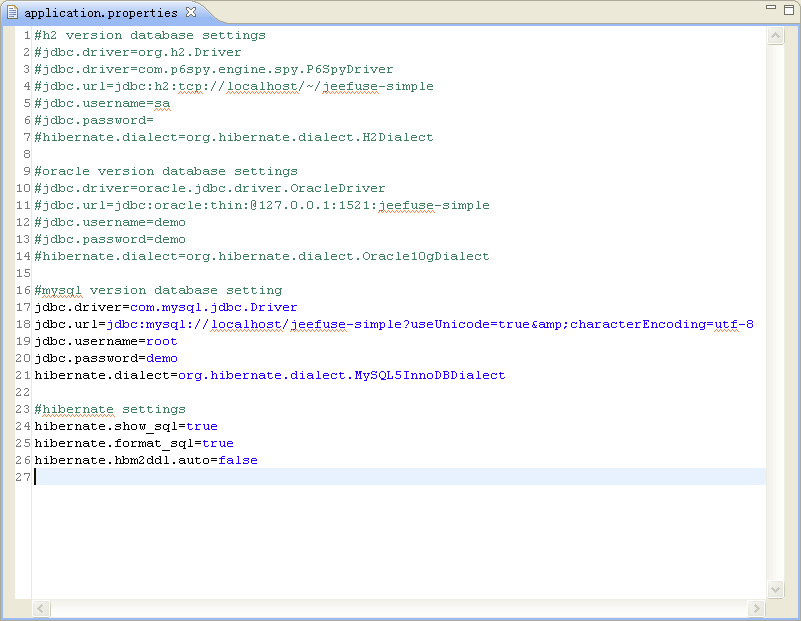 application.properties
1 #h2 version database settings
2 #jdbc.driver=org.h2.Driver
3 #jdbc.driver=com.p6spy.engine.spy.P6SpyDriver
4 #jdbc.url=jdbc:h2:tcp://localhost/~/jeefuse-simple
5 #jdbc.username=sa
6 #jdbc.password=
7 #hibernate.dialect=org.hibernate.dialect.H2Dialect
8
9 #oracle version database settings
10 #jdbc.driver=oracle.jdbc.driver.OracleDriver
11 #jdbc.url=jdbc:oracle:thin:@127.0.0.1:1521:jeefuse-simple
12 #jdbc.username=demo
13 #jdbc.password=demo
14 #hibernate.dialect=org.hibernate.dialect.Oracle10gDialect
15
16 #mysql version database setting
17 jdbc.driver=com.mysql.jdbc.Driver
18 jdbc.url=jdbc:mysql://localhost/jeefuse-simple?useUnicode=true&amp;characterEncoding=utf-8
19 jdbc.username=root
20 jdbc.password=demo
21 hibernate.dialect=org.hibernate.dialect.MySQL5InnoDBDialect
22
23 #hibernate settings
24 hibernate.show_sql=true
25 hibernate.format_sql=true
26 hibernate.hbm2ddl.auto=false
27